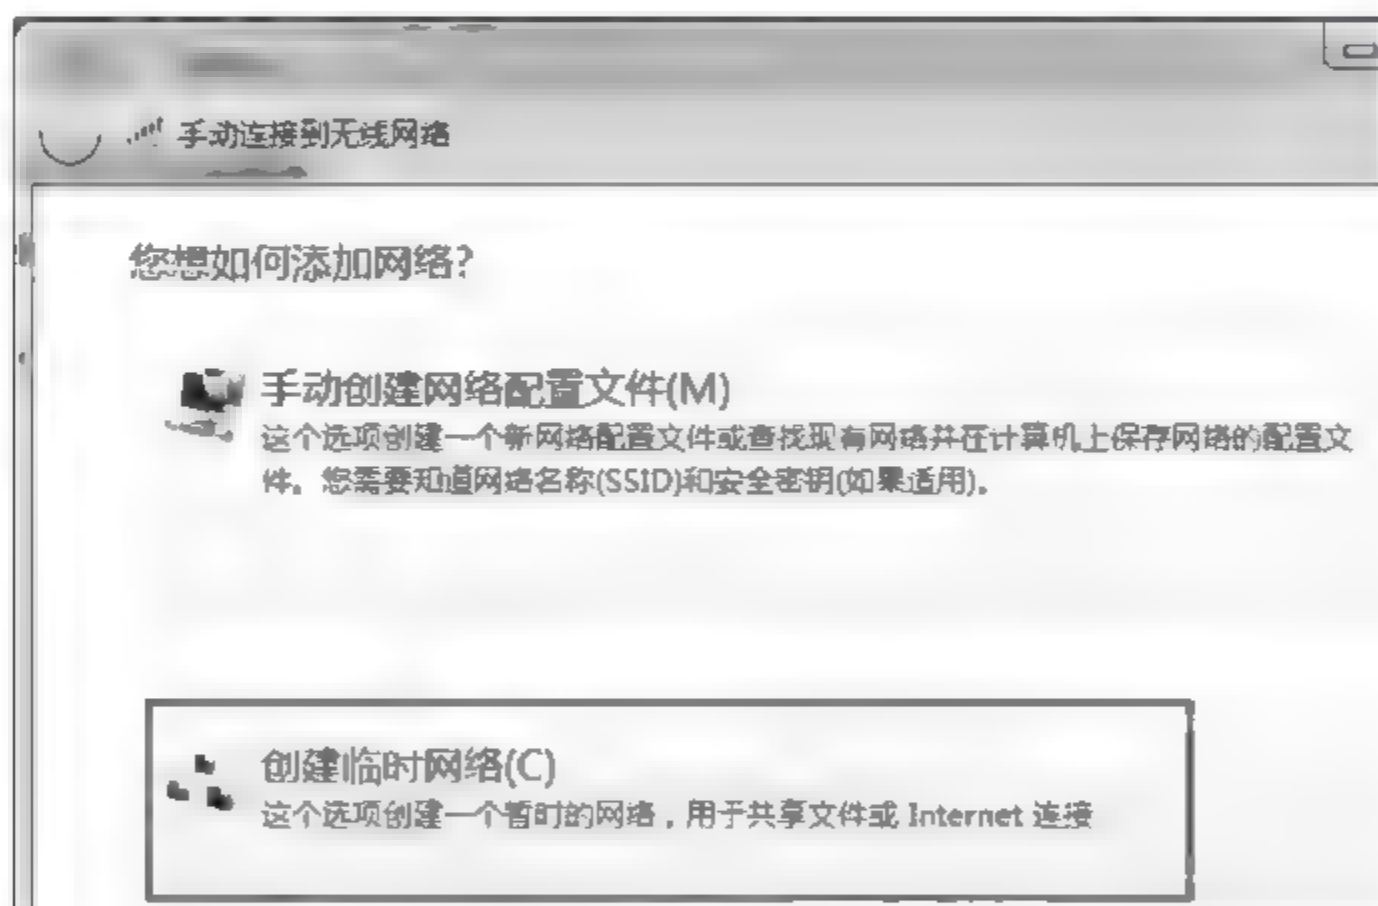 手动连接到无线网络
您想如何添加网络?
手动创建网络配置文件(M)
这个选项创建一个新网络配置文件或查找现有网络并在计算机上保存网络的配置文
件。您需要知道网络名称(SSID)和安全密钥(如果适用)。
创建临时网络(C)
这个选项创建一个暂时的网络，用于共享文件或 Internet 连接